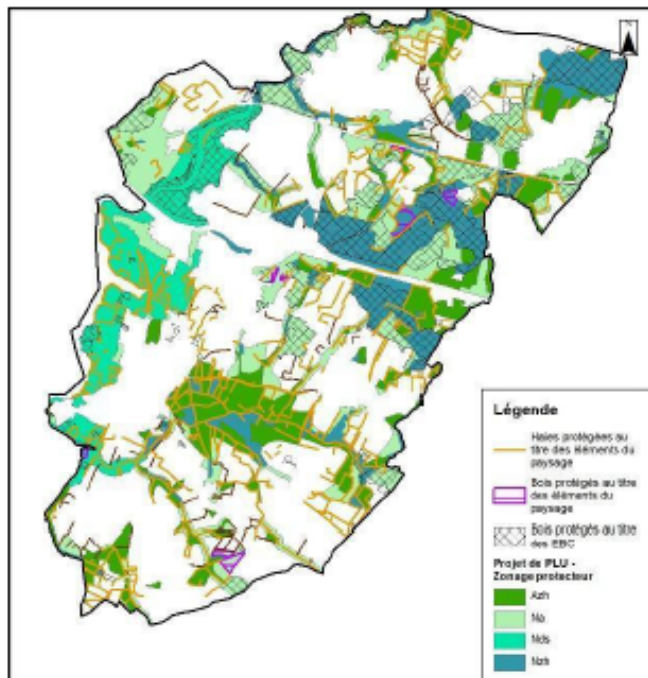 Légende
Haies protégées au
titre des éléments du
paysage
Bois protégés au titre
des éléments du
paysage
Bois protégés au titre
des EBC
Projet de PLU -
Zonage protecteur
Azh
Na
Nds
Nzh